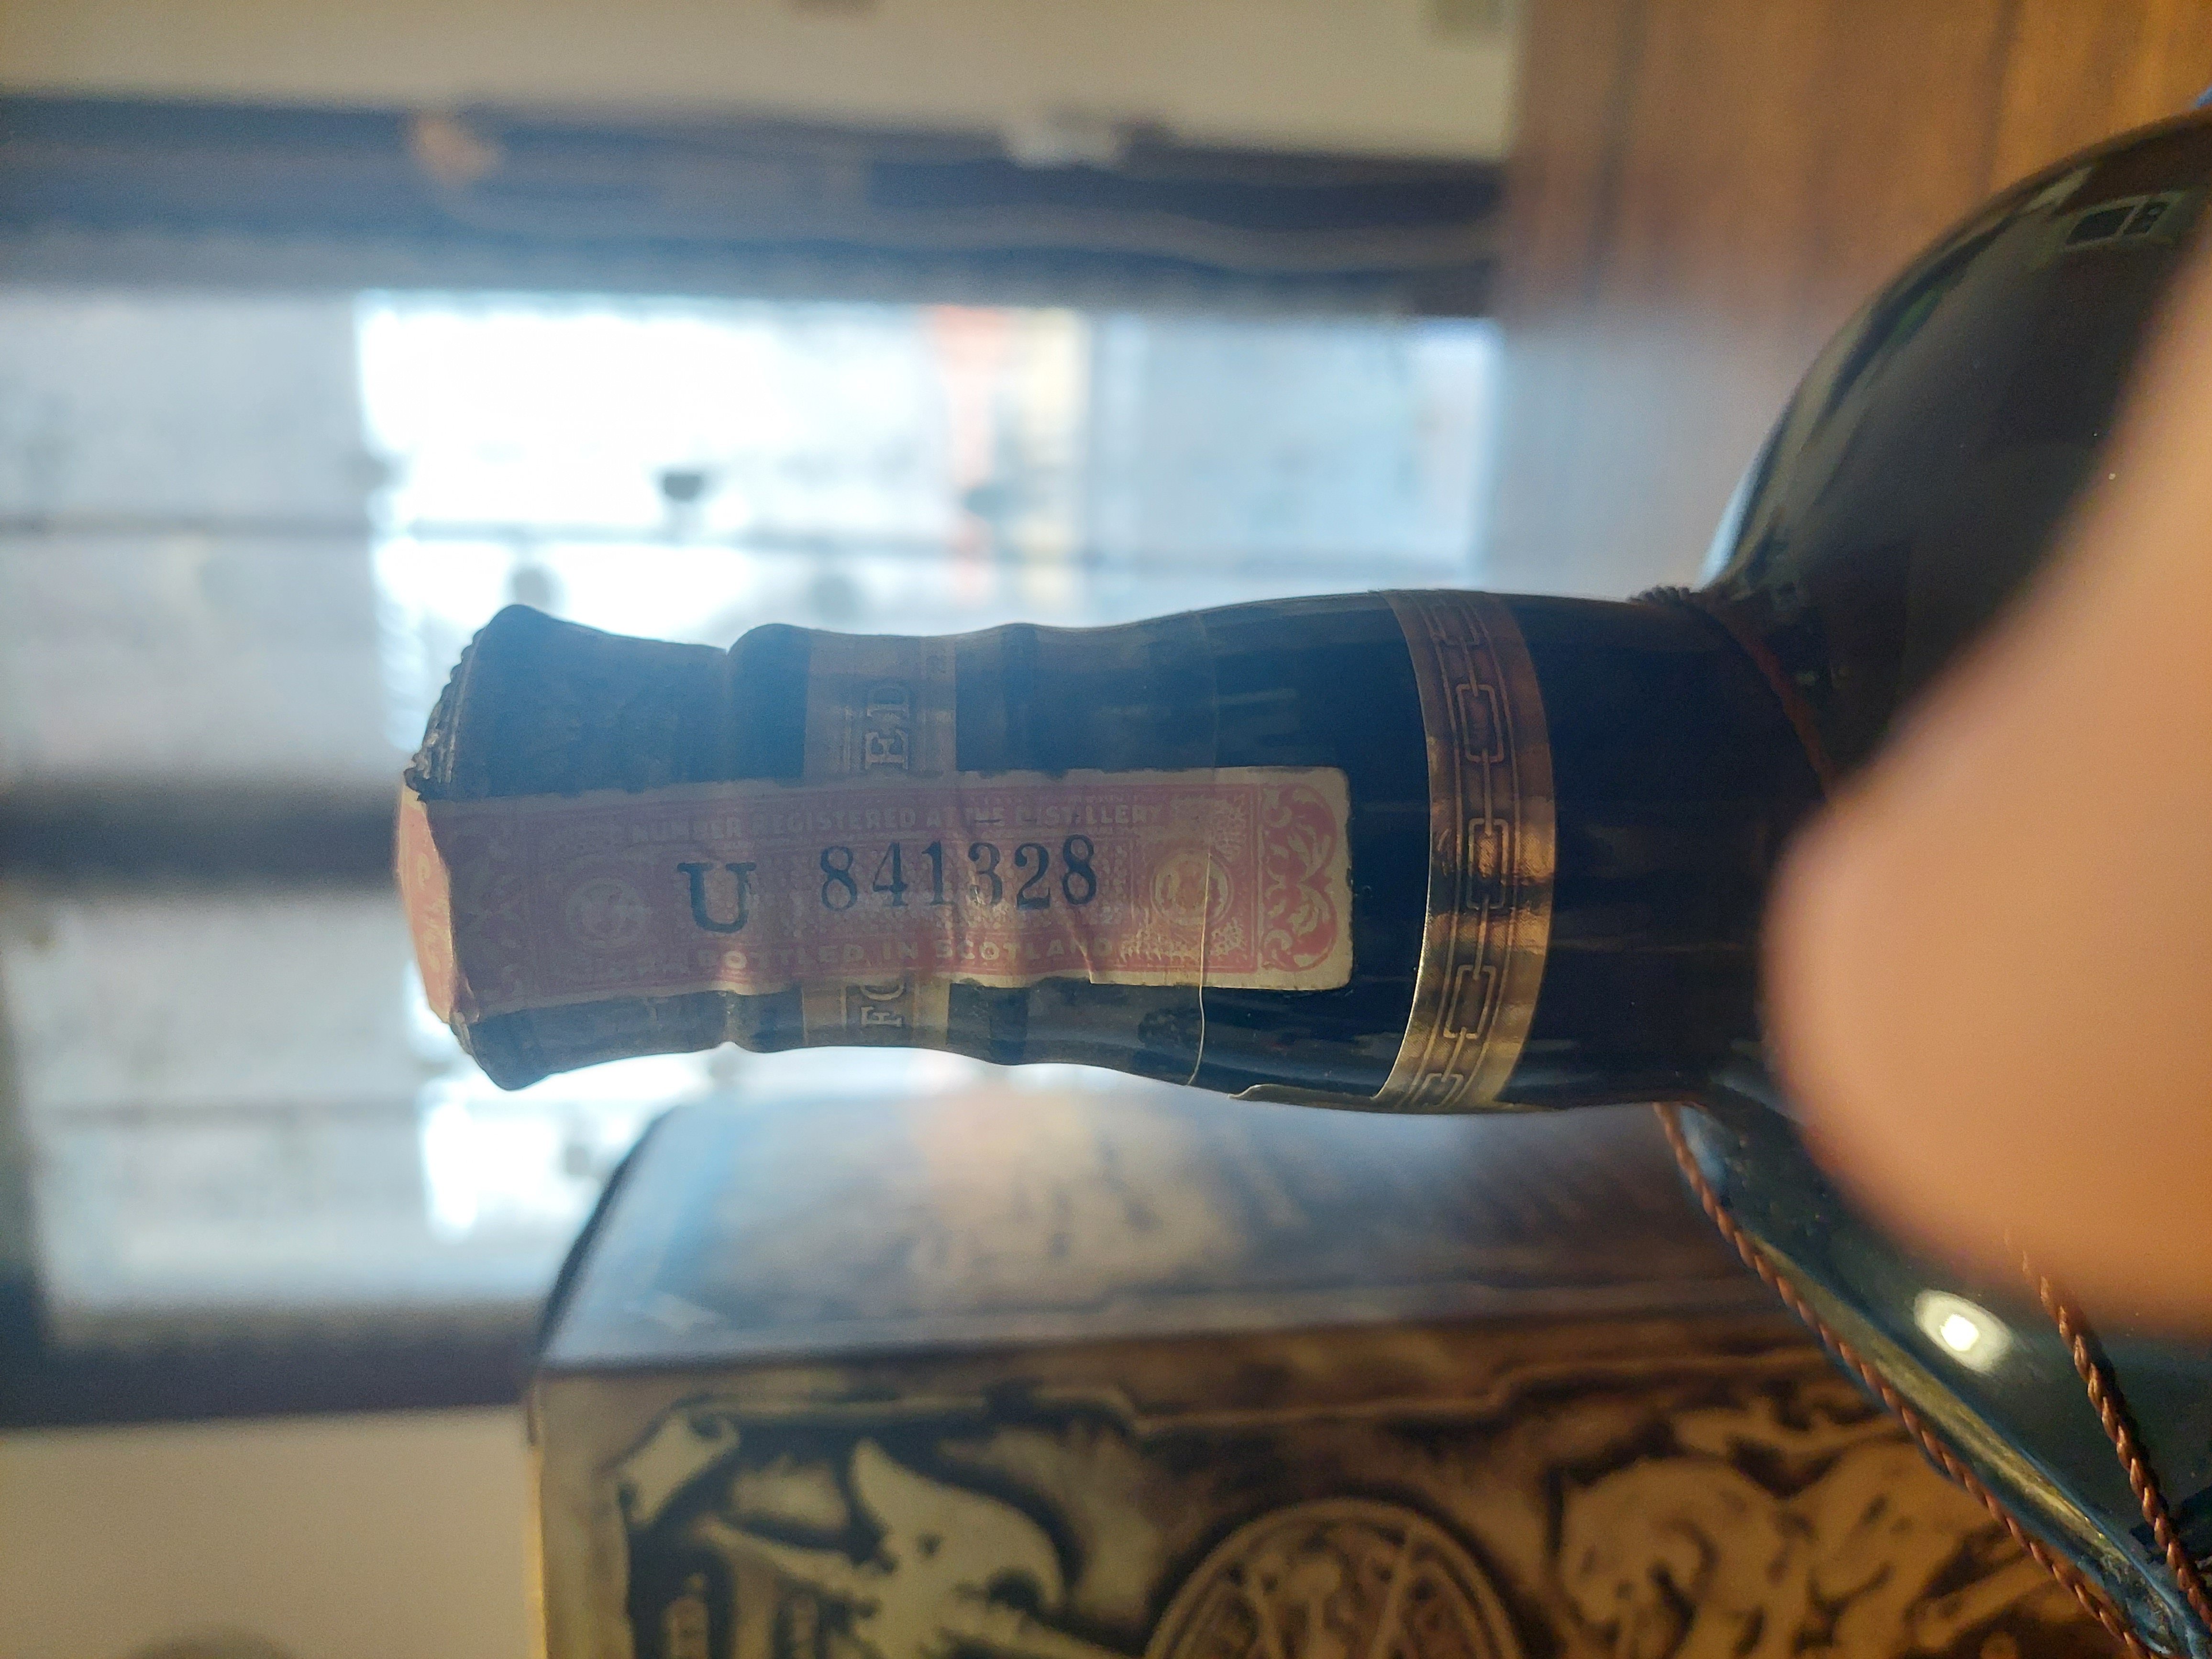 NUMBER REGISTERED AT THE DISTILLERY
U 841328
BOTTLED IN SCOTLAND